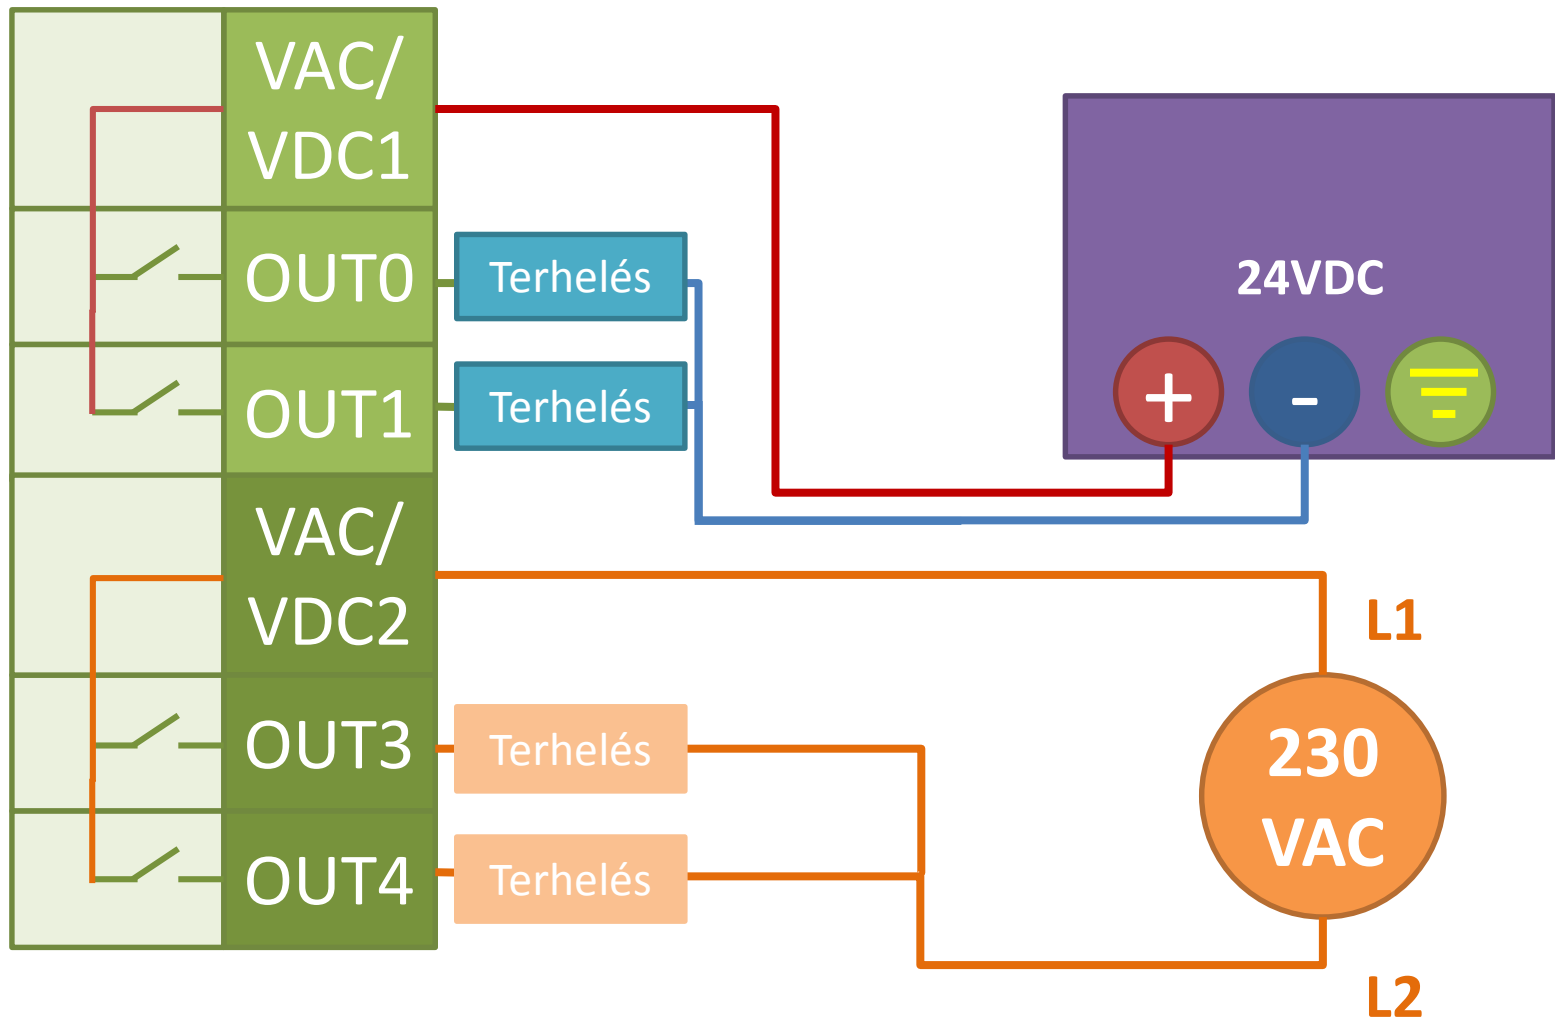 VAC/
VDC1
OUT0
Terhelés
OUT1
Terhelés
24VDC
+
-
VAC/
VDC2
L1
OUT3
Terhelés
OUT4
Terhelés
230
VAC
L2